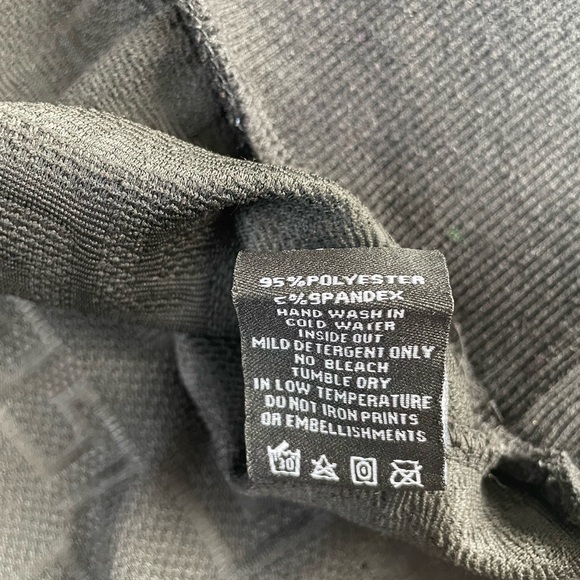 95%POLYESTER
5%SPANDEX
HAND WASH IN
COLD WATER
INSIDE OUT
MILD DETERGENT ONLY
NO BLEACH
TUMBLE DRY
IN LOW TEMPERATURE
DO NOT IRON PRINTS
OR EMBELLISHMENTS
30